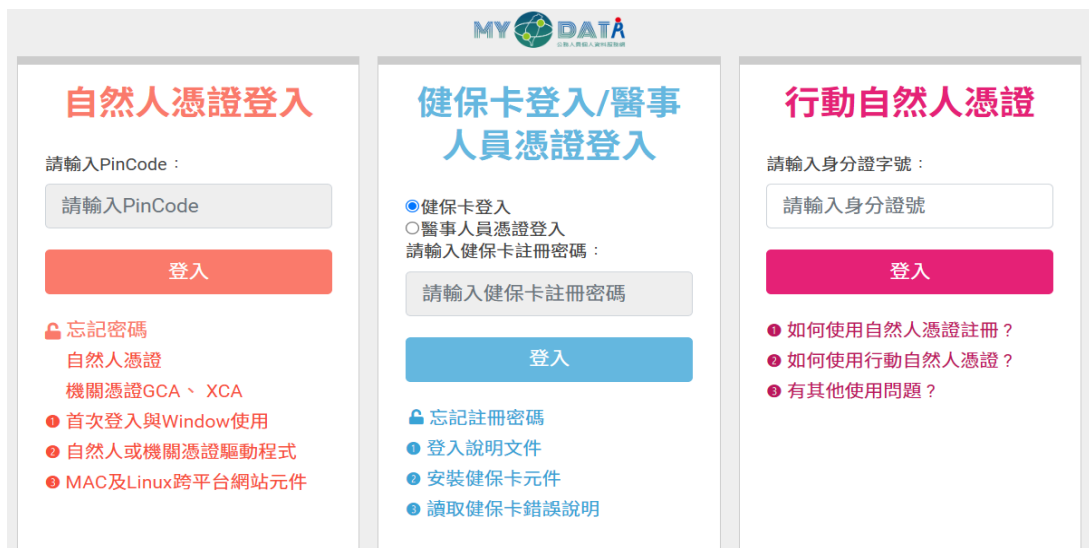 MY DATA
公務人員個人資料服務網
自然人憑證登入
請輸入PinCode：
請輸入PinCode
登入
忘記密碼
自然人憑證
機關憑證GCA、 XCA
❶ 首次登入與Window使用
❷ 自然人或機關憑證驅動程式
❸ MAC及Linux跨平台網站元件
健保卡登入/醫事
人員憑證登入
健保卡登入
醫事人員憑證登入
請輸入健保卡註冊密碼：
請輸入健保卡註冊密碼
登入
忘記註冊密碼
❶ 登入說明文件
❷ 安裝健保卡元件
❸ 讀取健保卡錯誤說明
行動自然人憑證
請輸入身分證字號：
請輸入身分證號
登入
❶ 如何使用自然人憑證註冊？
❷ 如何使用行動自然人憑證？
❸ 有其他使用問題？